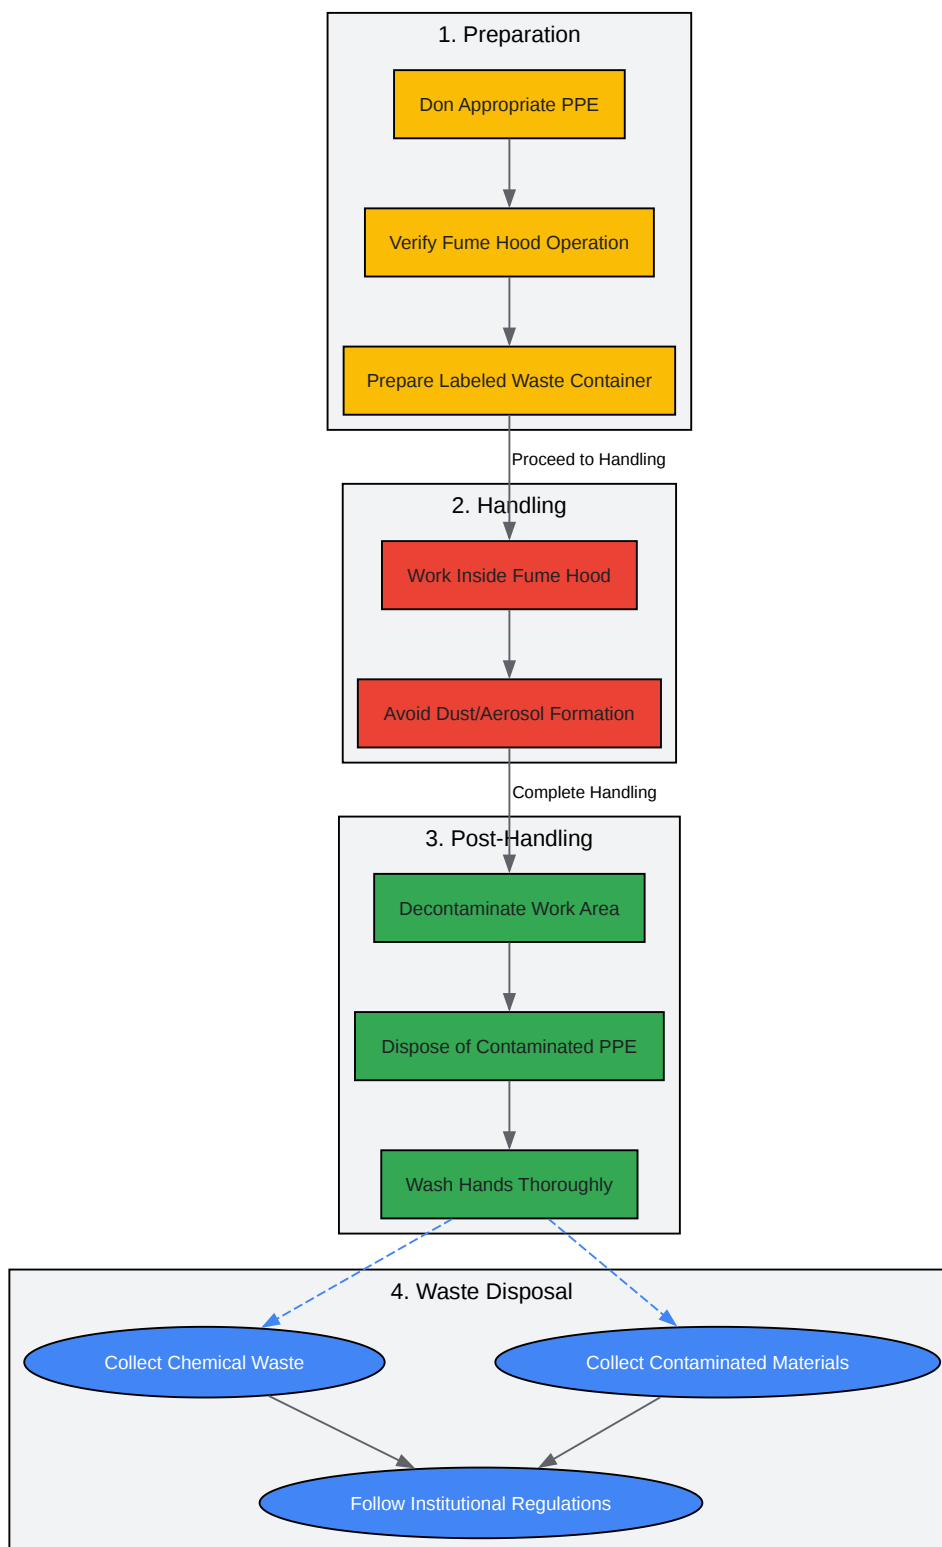 1. Preparation
Don Appropriate PPE
Verify Fume Hood Operation
Prepare Labeled Waste Container
Proceed to Handling
2. Handling
Work Inside Fume Hood
Avoid Dust/Aerosol Formation
Complete Handling
3. Post-Handling
Decontaminate Work Area
Dispose of Contaminated PPE
Wash Hands Thoroughly
4. Waste Disposal
Collect Chemical Waste
Collect Contaminated Materials
Follow Institutional Regulations